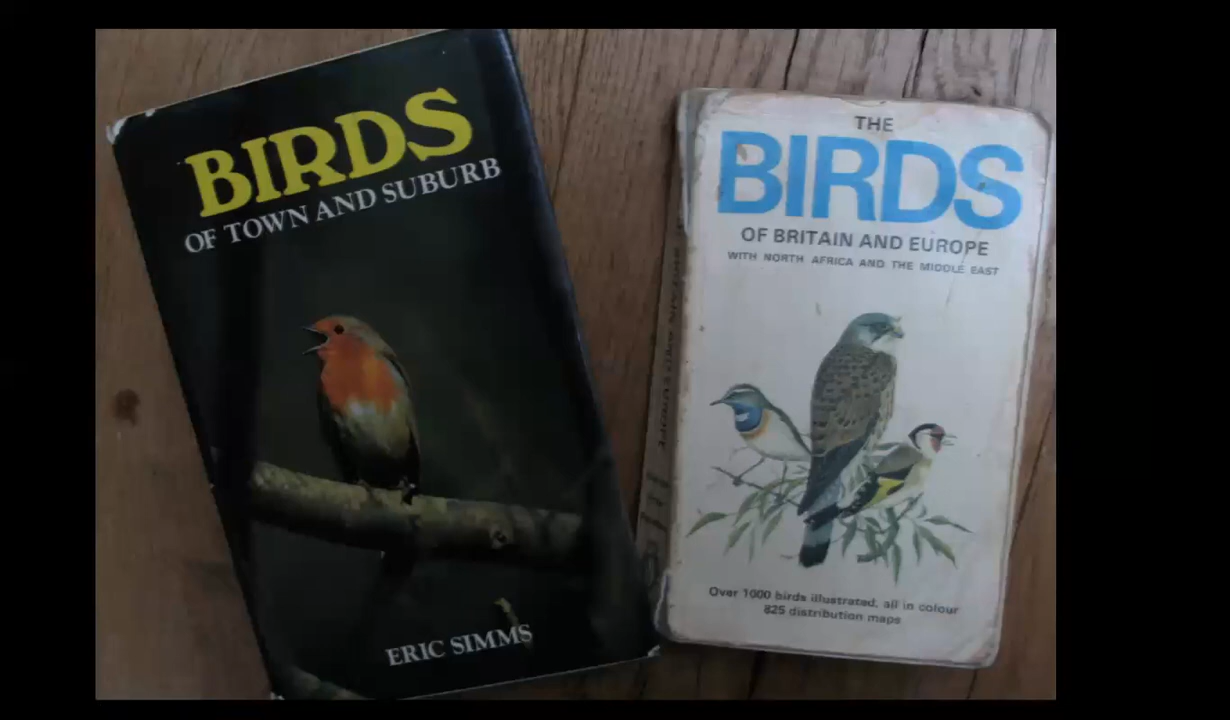 BIRDS
OF TOWN AND SUBURB
ERIC SIMMS
THE
BIRDS
OF BRITAIN AND EUROPE
WITH NORTH AFRICA AND THE MIDDLE EAST
Over 1000 birds illustrated, all in colour
825 distribution maps